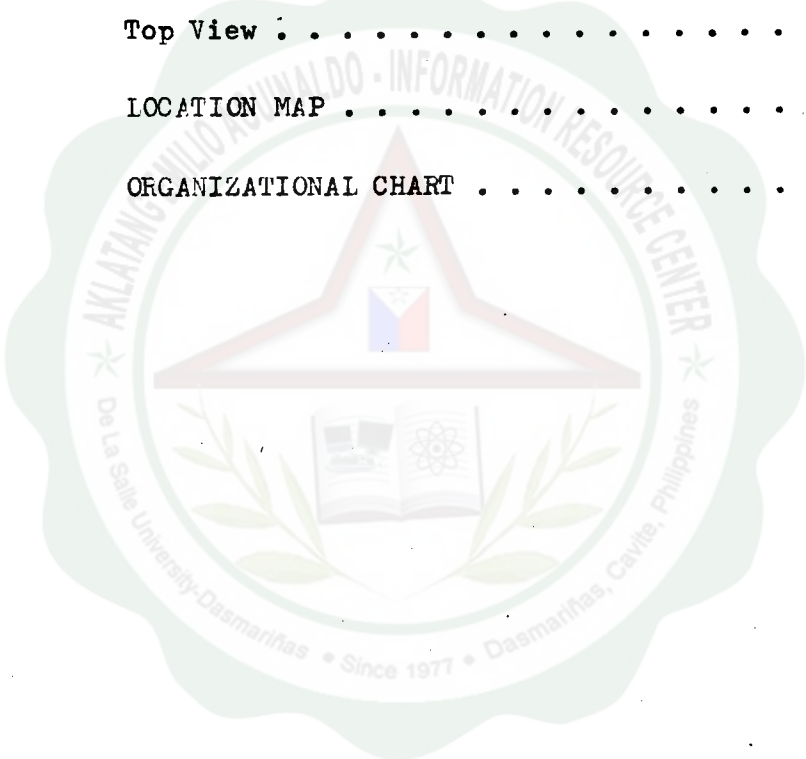 Top View . . . . . . . . . . . . . . . .
LOCATION MAP . . . . . . . . . . . . . .
ORGANIZATIONAL CHART . . . . . . . . . .
AKLATANG EMILIO AGUINALDO - INFORMATION RESOURCE CENTER
De La Salle University-Dasmariñas • Since 1977 • Dasmariñas, Cavite, Philippines